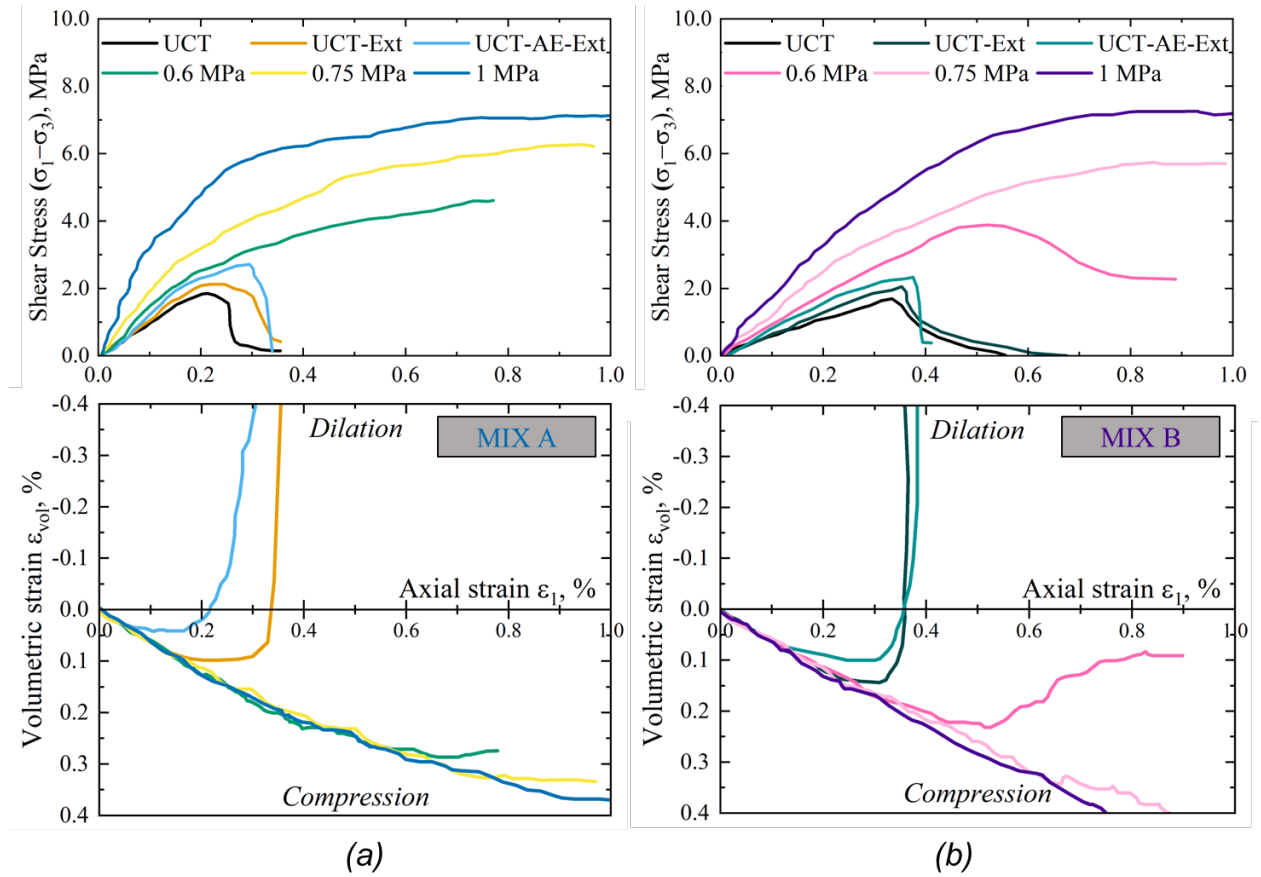 10.0
UCT UCT-Ext UCT-AE-Ext
0.6 MPa 0.75 MPa 1 MPa
8.0
6.0
4.0
2.0
0.0
Shear Stress (σ₁–σ₃), MPa
0.0 0.2 0.4 0.6 0.8 1.0
-0.4
-0.3
-0.2
-0.1
0.0
0.1
0.2
0.3
0.4
Volumetric strain εvol, %
Dilation
MIX A
Axial strain ε₁, %
0.0 0.2 0.4 0.6 0.8 1.0
Compression
(a)
10.0
UCT UCT-Ext UCT-AE-Ext
0.6 MPa 0.75 MPa 1 MPa
8.0
6.0
4.0
2.0
0.0
Shear Stress (σ₁–σ₃), MPa
0.0 0.2 0.4 0.6 0.8 1.0
-0.4
-0.3
-0.2
-0.1
0.0
0.1
0.2
0.3
0.4
Volumetric strain εvol, %
Dilation
MIX B
Axial strain ε₁, %
0.0 0.2 0.4 0.6 0.8 1.0
Compression
(b)